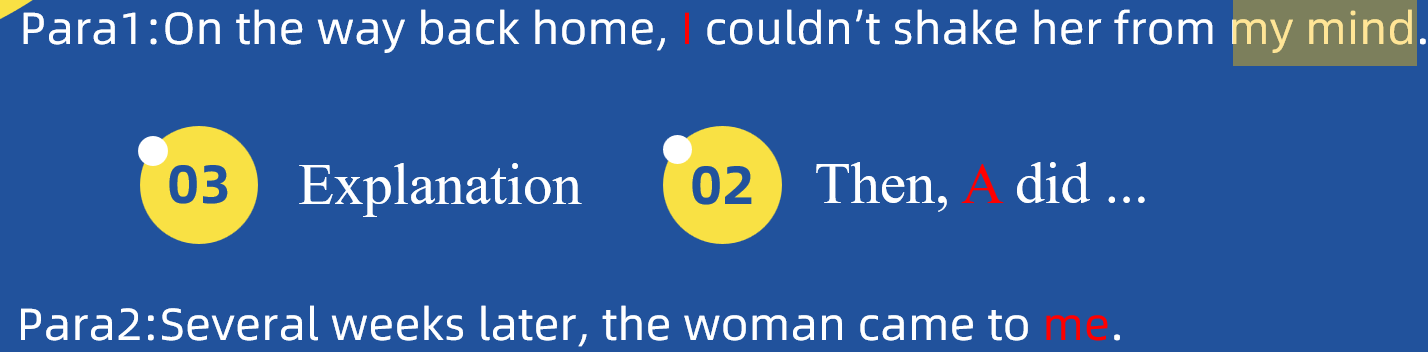 Para1:On the way back home, I couldn’t shake her from my mind.
03 Explanation 02 Then, A did ...
Para2:Several weeks later, the woman came to me.